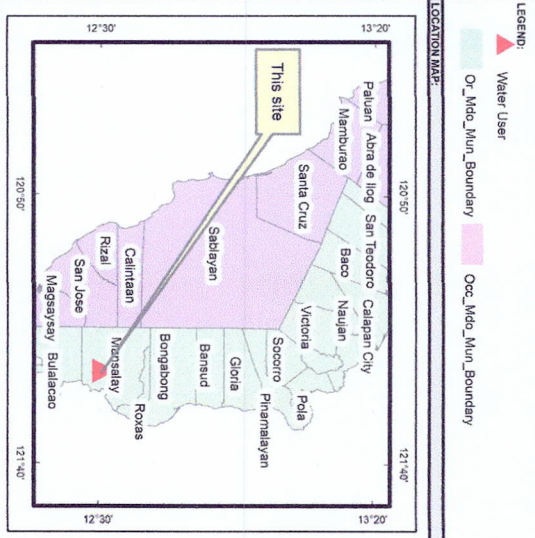 LEGEND:
Water User
Or_Mdo_Mun_Boundary
Occ_Mdo_Mun_Boundary
LOCATION MAP:
120°50'
121°40'
13°20'
12°30'
This site
Paluan
Abra de Ilog
Mamburao
Santa Cruz
Sablayan
Calintaan
Rizal
San Jose
Magsaysay
San Teodoro
Baco
Calapan City
Naujan
Victoria
Pola
Socorro
Pinamalayan
Gloria
Bansud
Bongabong
Roxas
Mansalay
Bulalacao
13°20'
12°30'
120°50'
121°40'